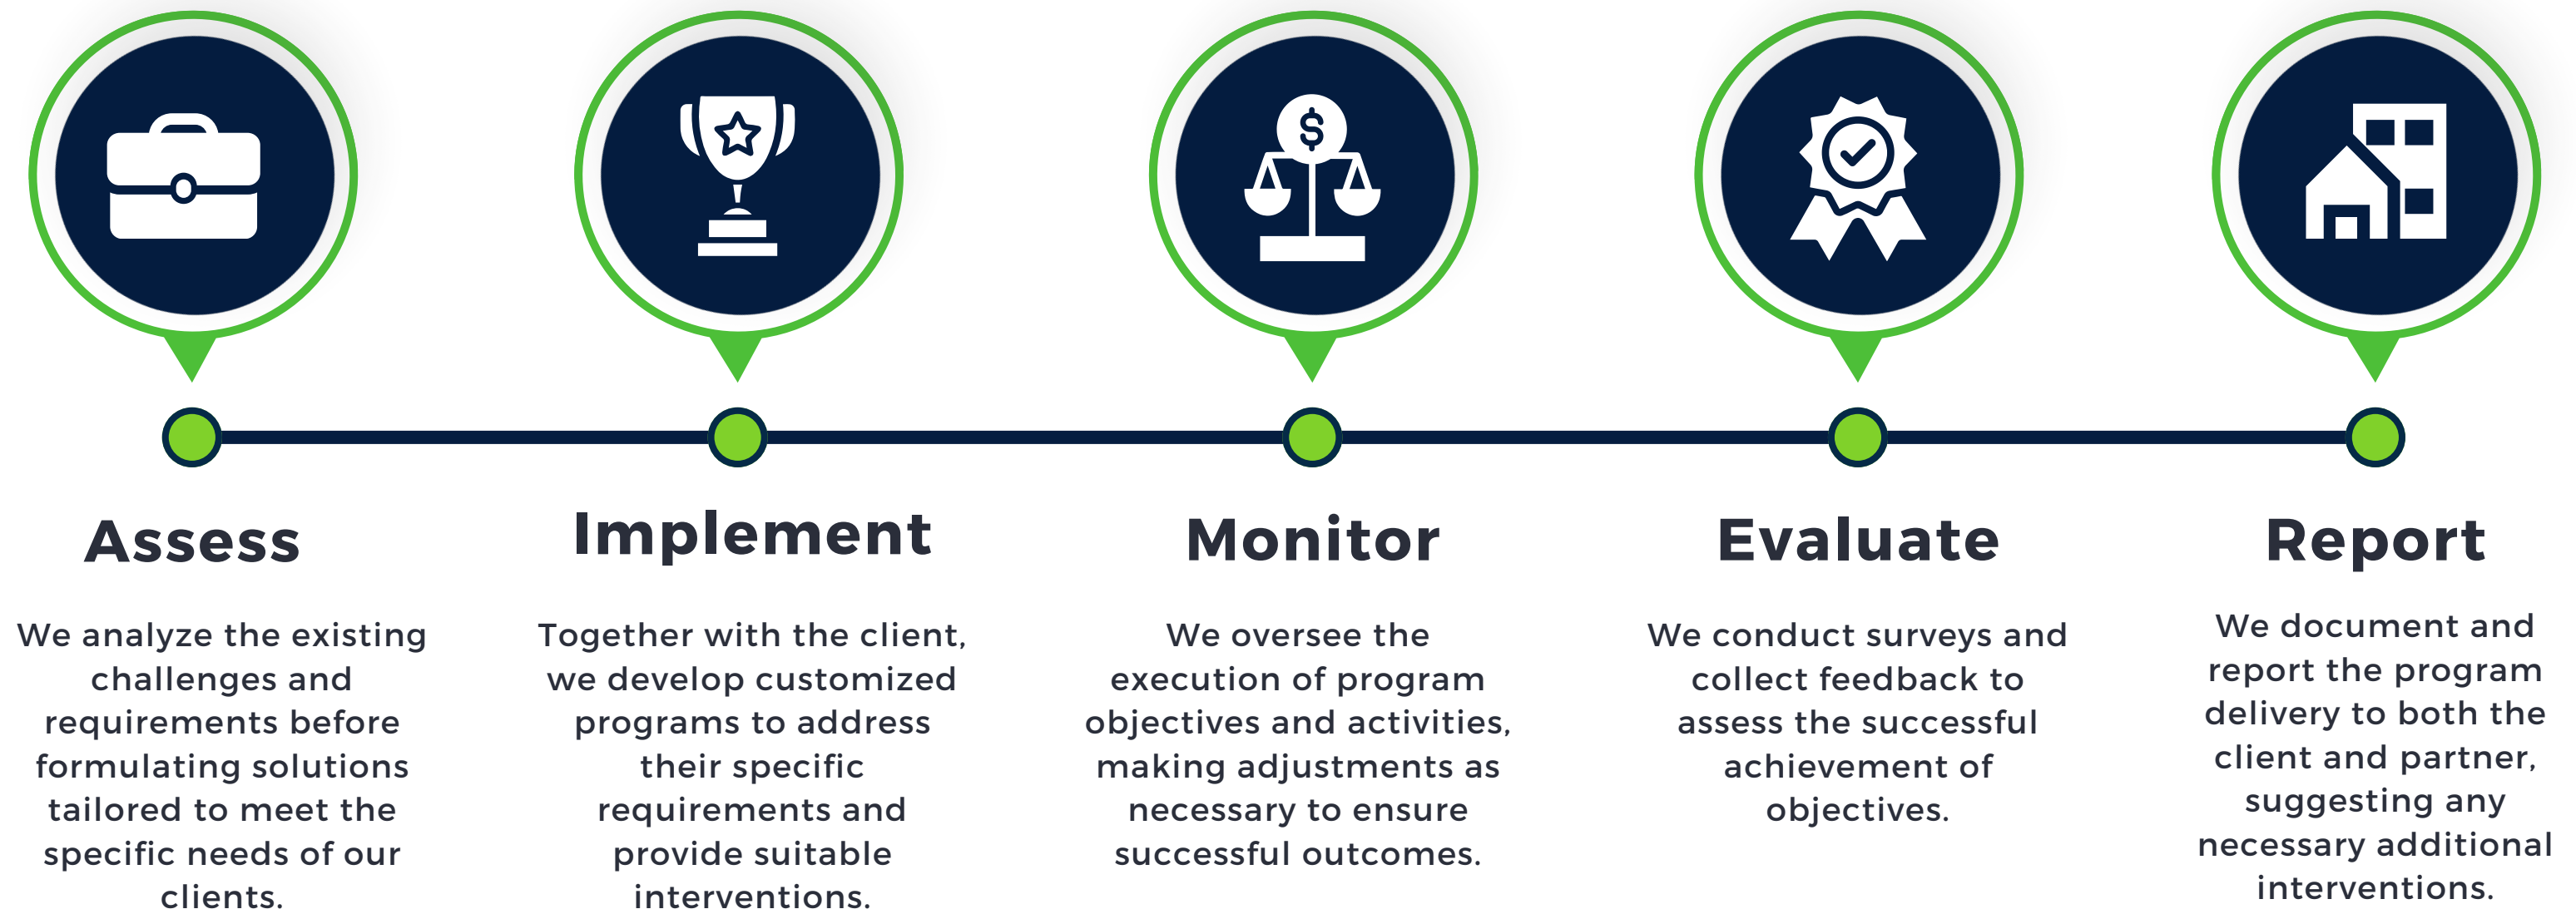 $
Assess
We analyze the existing
challenges and
requirements before
formulating solutions
tailored to meet the
specific needs of our
clients.
Implement
Together with the client,
we develop customized
programs to address
their specific
requirements and
provide suitable
interventions.
Monitor
We oversee the
execution of program
objectives and activities,
making adjustments as
necessary to ensure
successful outcomes.
Evaluate
We conduct surveys and
collect feedback to
assess the successful
achievement of
objectives.
Report
We document and
report the program
delivery to both the
client and partner,
suggesting any
necessary additional
interventions.